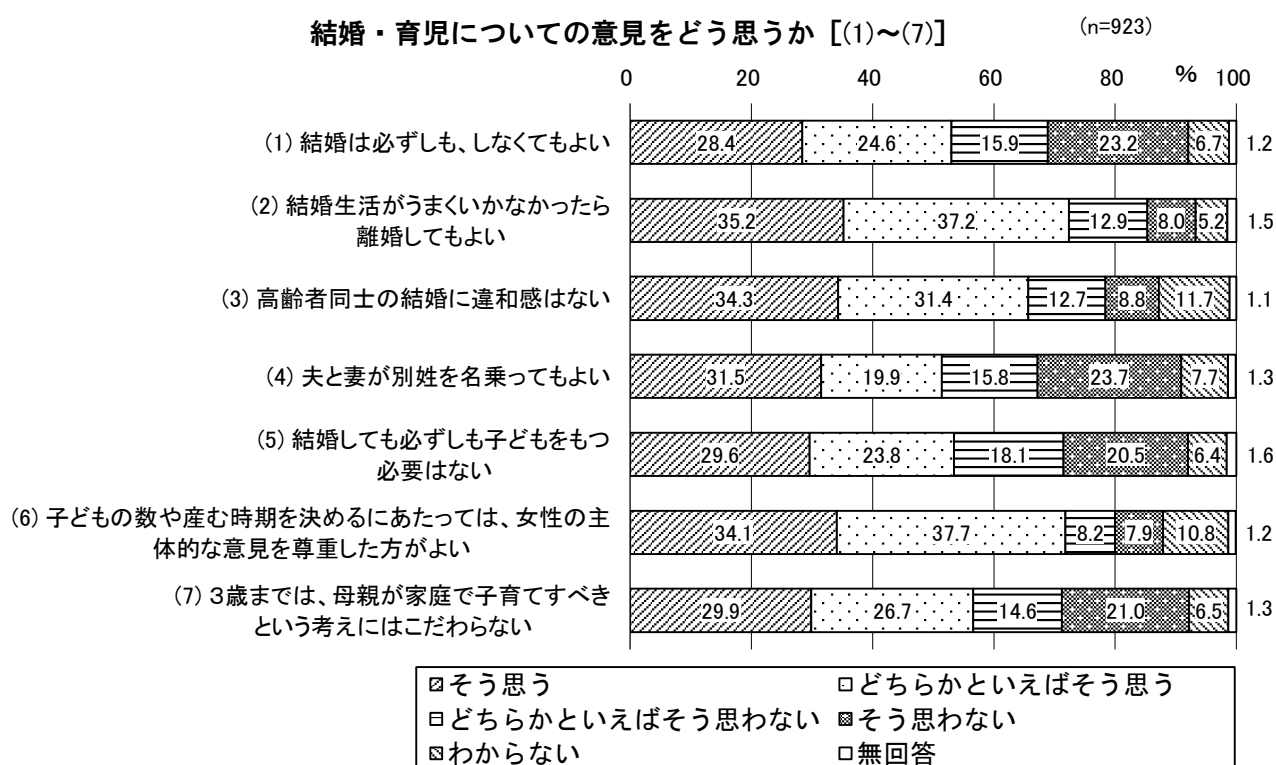 結婚・育児についての意見をどう思うか［(1)～(7)］ (n=923)
0 20 40 60 80 % 100
(1) 結婚は必ずしも、しなくてもよい 28.4 24.6 15.9 23.2 6.7 1.2
(2) 結婚生活がうまくいかなかったら
離婚してもよい 35.2 37.2 12.9 8.0 5.2 1.5
(3) 高齢者同士の結婚に違和感はない 34.3 31.4 12.7 8.8 11.7 1.1
(4) 夫と妻が別姓を名乗ってもよい 31.5 19.9 15.8 23.7 7.7 1.3
(5) 結婚しても必ずしも子どもをもつ
必要はない 29.6 23.8 18.1 20.5 6.4 1.6
(6) 子どもの数や産む時期を決めるにあたっては、女性の主
体的な意見を尊重した方がよい 34.1 37.7 8.2 7.9 10.8 1.2
(7) ３歳までは、母親が家庭で子育てすべき
という考えにはこだわらない 29.9 26.7 14.6 21.0 6.5 1.3
そう思う どちらかといえばそう思う
どちらかといえばそう思わない そう思わない
わからない 無回答